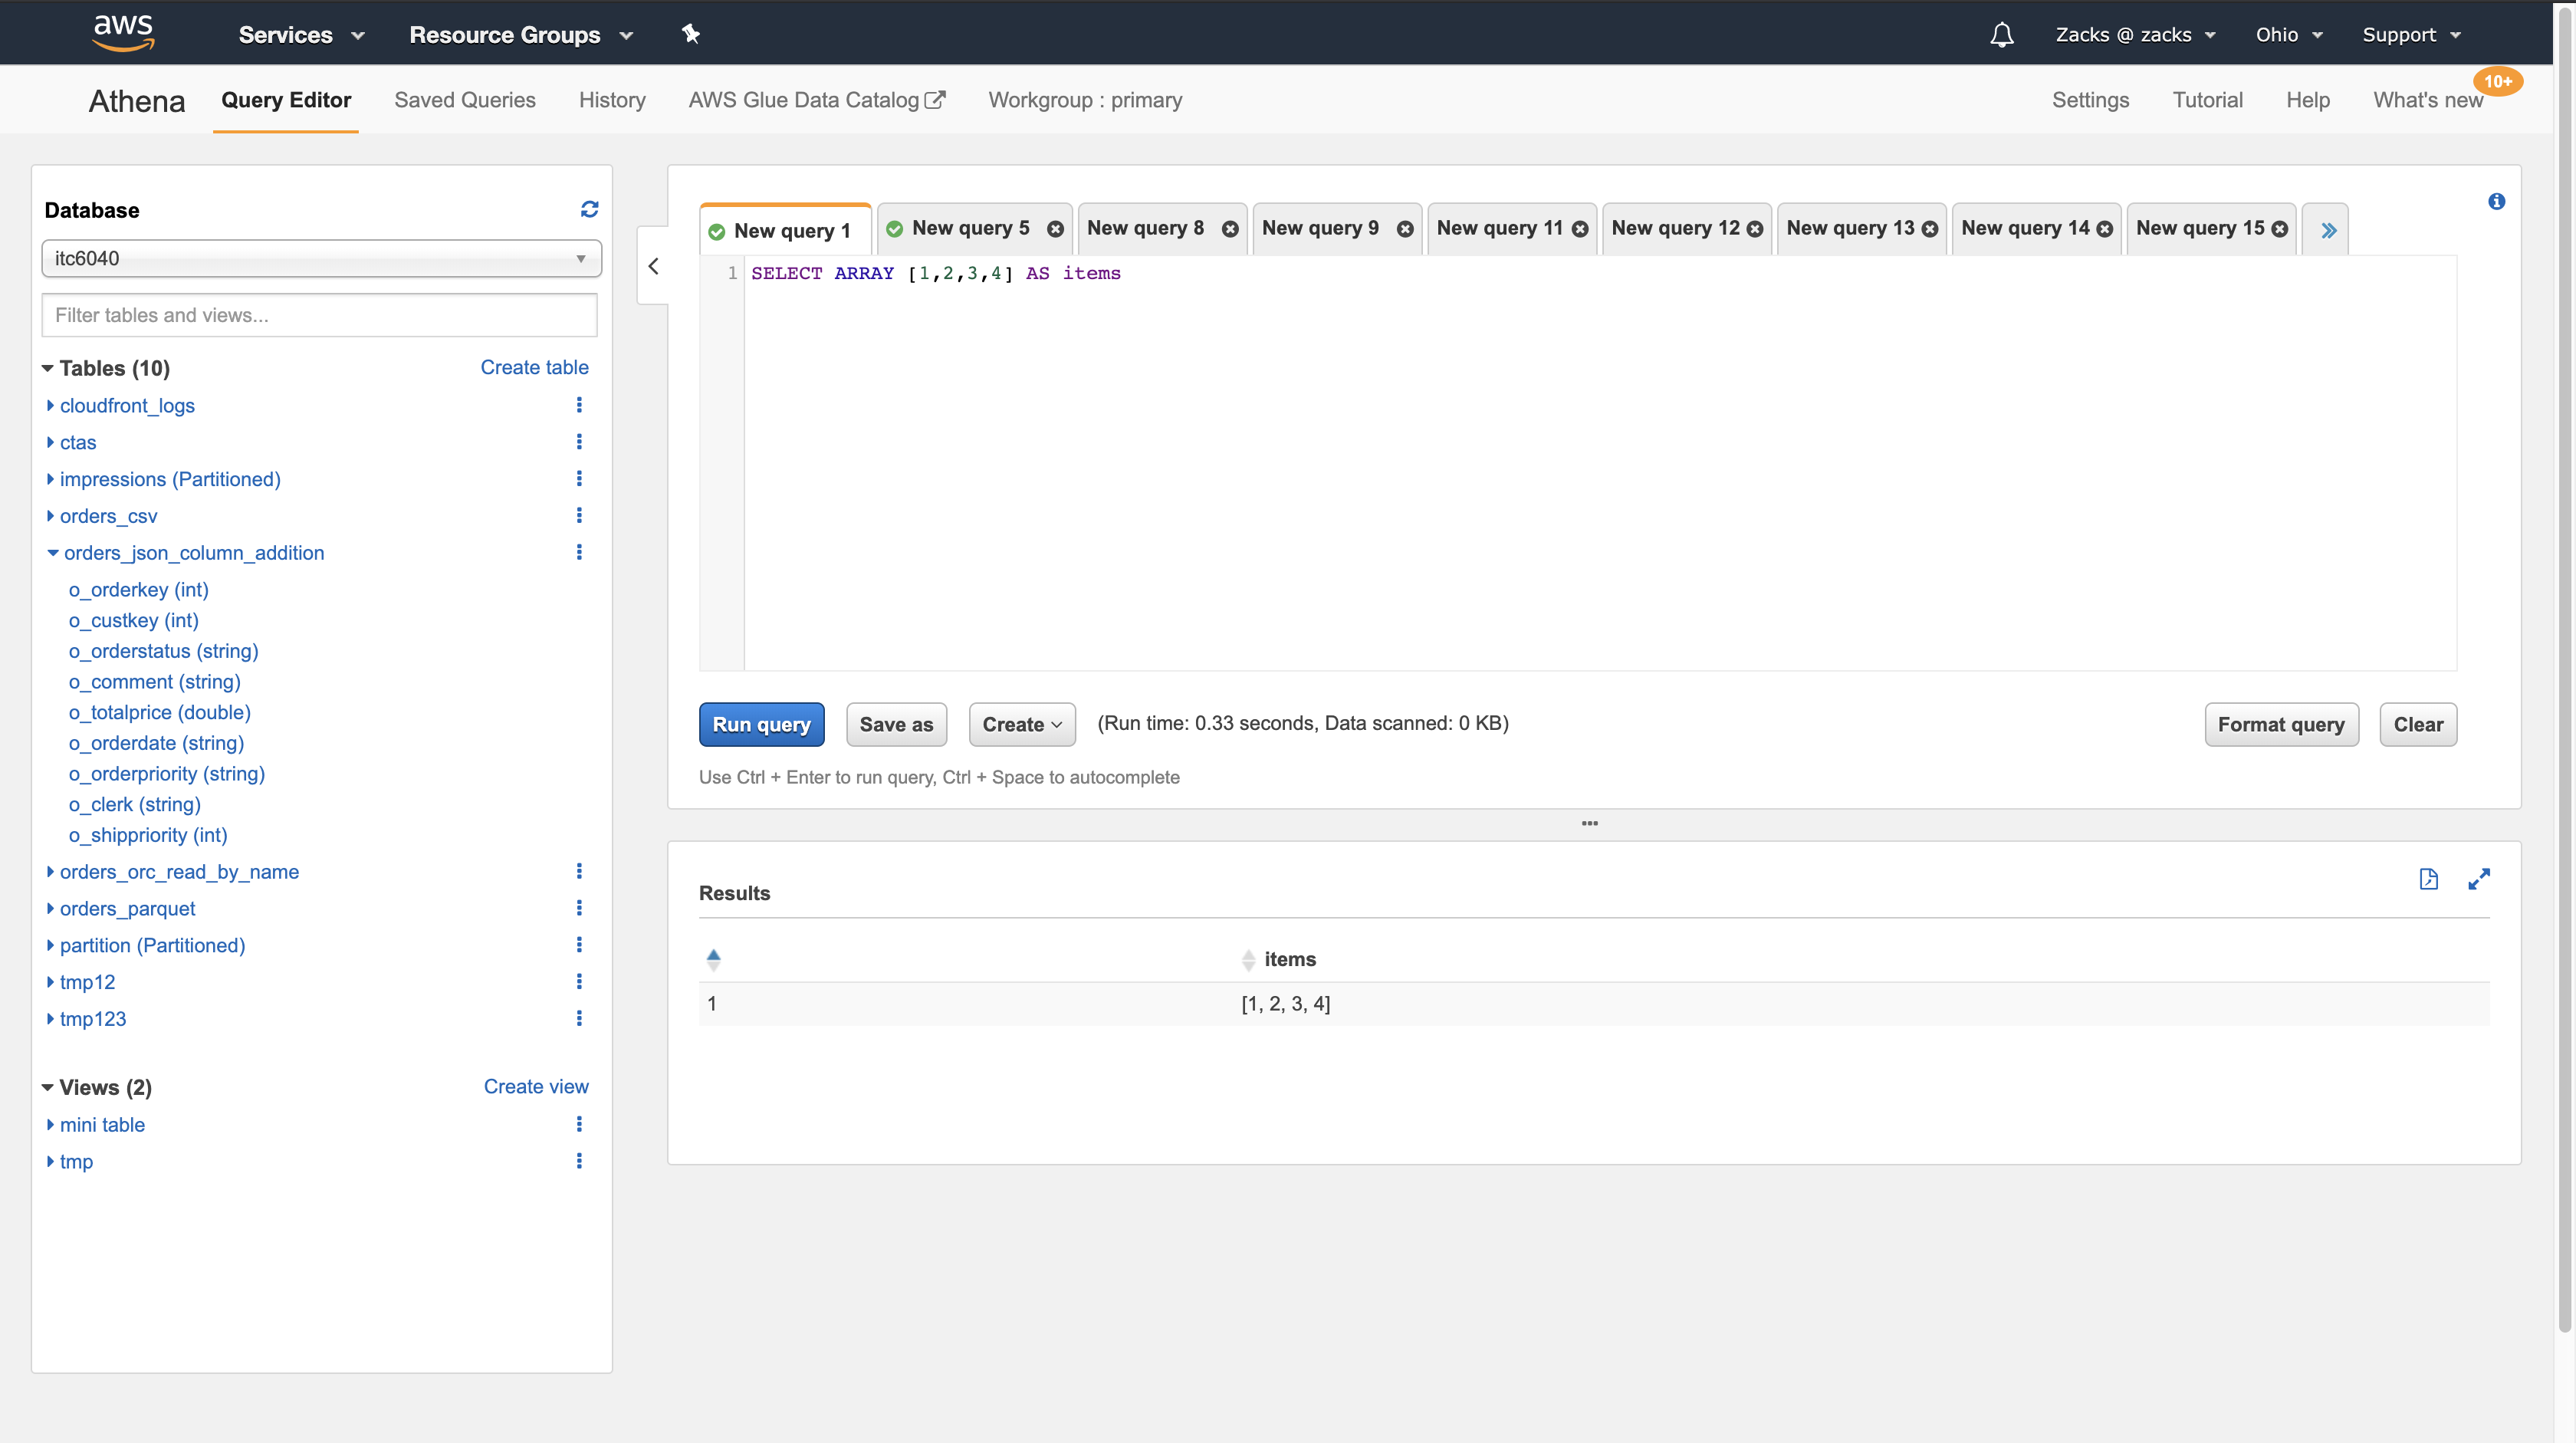 aws Services Resource Groups Zacks @ zacks Ohio Support
Athena Query Editor Saved Queries History AWS Glue Data Catalog Workgroup : primary Settings Tutorial Help What's new 10+
Database
itc6040
Filter tables and views...
Tables (10) Create table
cloudfront_logs
ctas
impressions (Partitioned)
orders_csv
orders_json_column_addition
o_orderkey (int)
o_custkey (int)
o_orderstatus (string)
o_comment (string)
o_totalprice (double)
o_orderdate (string)
o_orderpriority (string)
o_clerk (string)
o_shippriority (int)
orders_orc_read_by_name
orders_parquet
partition (Partitioned)
tmp12
tmp123
Views (2) Create view
mini table
tmp
New query 1 New query 5 New query 8 New query 9 New query 11 New query 12 New query 13 New query 14 New query 15
1 SELECT ARRAY [1,2,3,4] AS items
Run query Save as Create (Run time: 0.33 seconds, Data scanned: 0 KB) Format query Clear
Use Ctrl + Enter to run query, Ctrl + Space to autocomplete
Results
items
1 [1, 2, 3, 4]